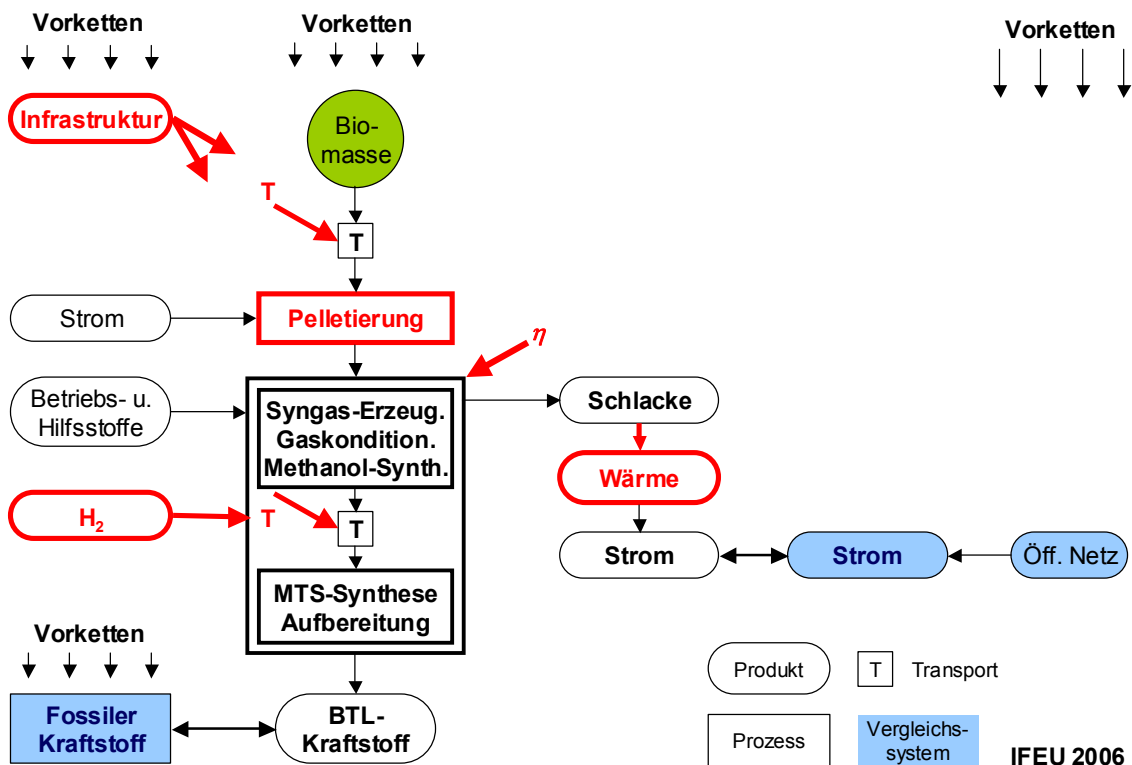 Vorketten
Vorketten
Vorketten
Infrastruktur
Bio-
masse
T
T
Strom
Pelletierung
η
Betriebs- u.
Hilfsstoffe
Syngas-Erzeug.
Gaskondition.
Methanol-Synth.
Schlacke
Wärme
H₂
T
T
Strom
Strom
Öff. Netz
MTS-Synthese
Aufbereitung
Vorketten
Produkt
T
Transport
Fossiler
Kraftstoff
BTL-
Kraftstoff
Prozess
Vergleichs-
system
IFEU 2006